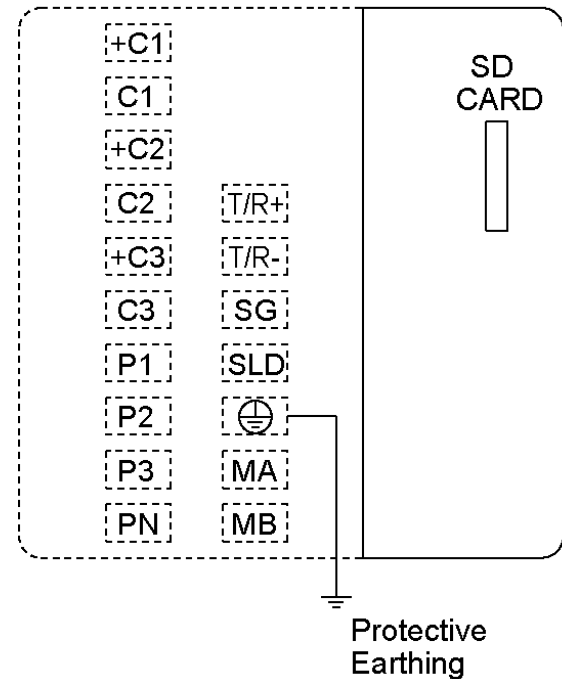 +C1
C1
+C2
C2
+C3
C3
P1
P2
P3
PN
T/R+
T/R-
SG
SLD
MA
MB
SD
CARD
Protective
Earthing